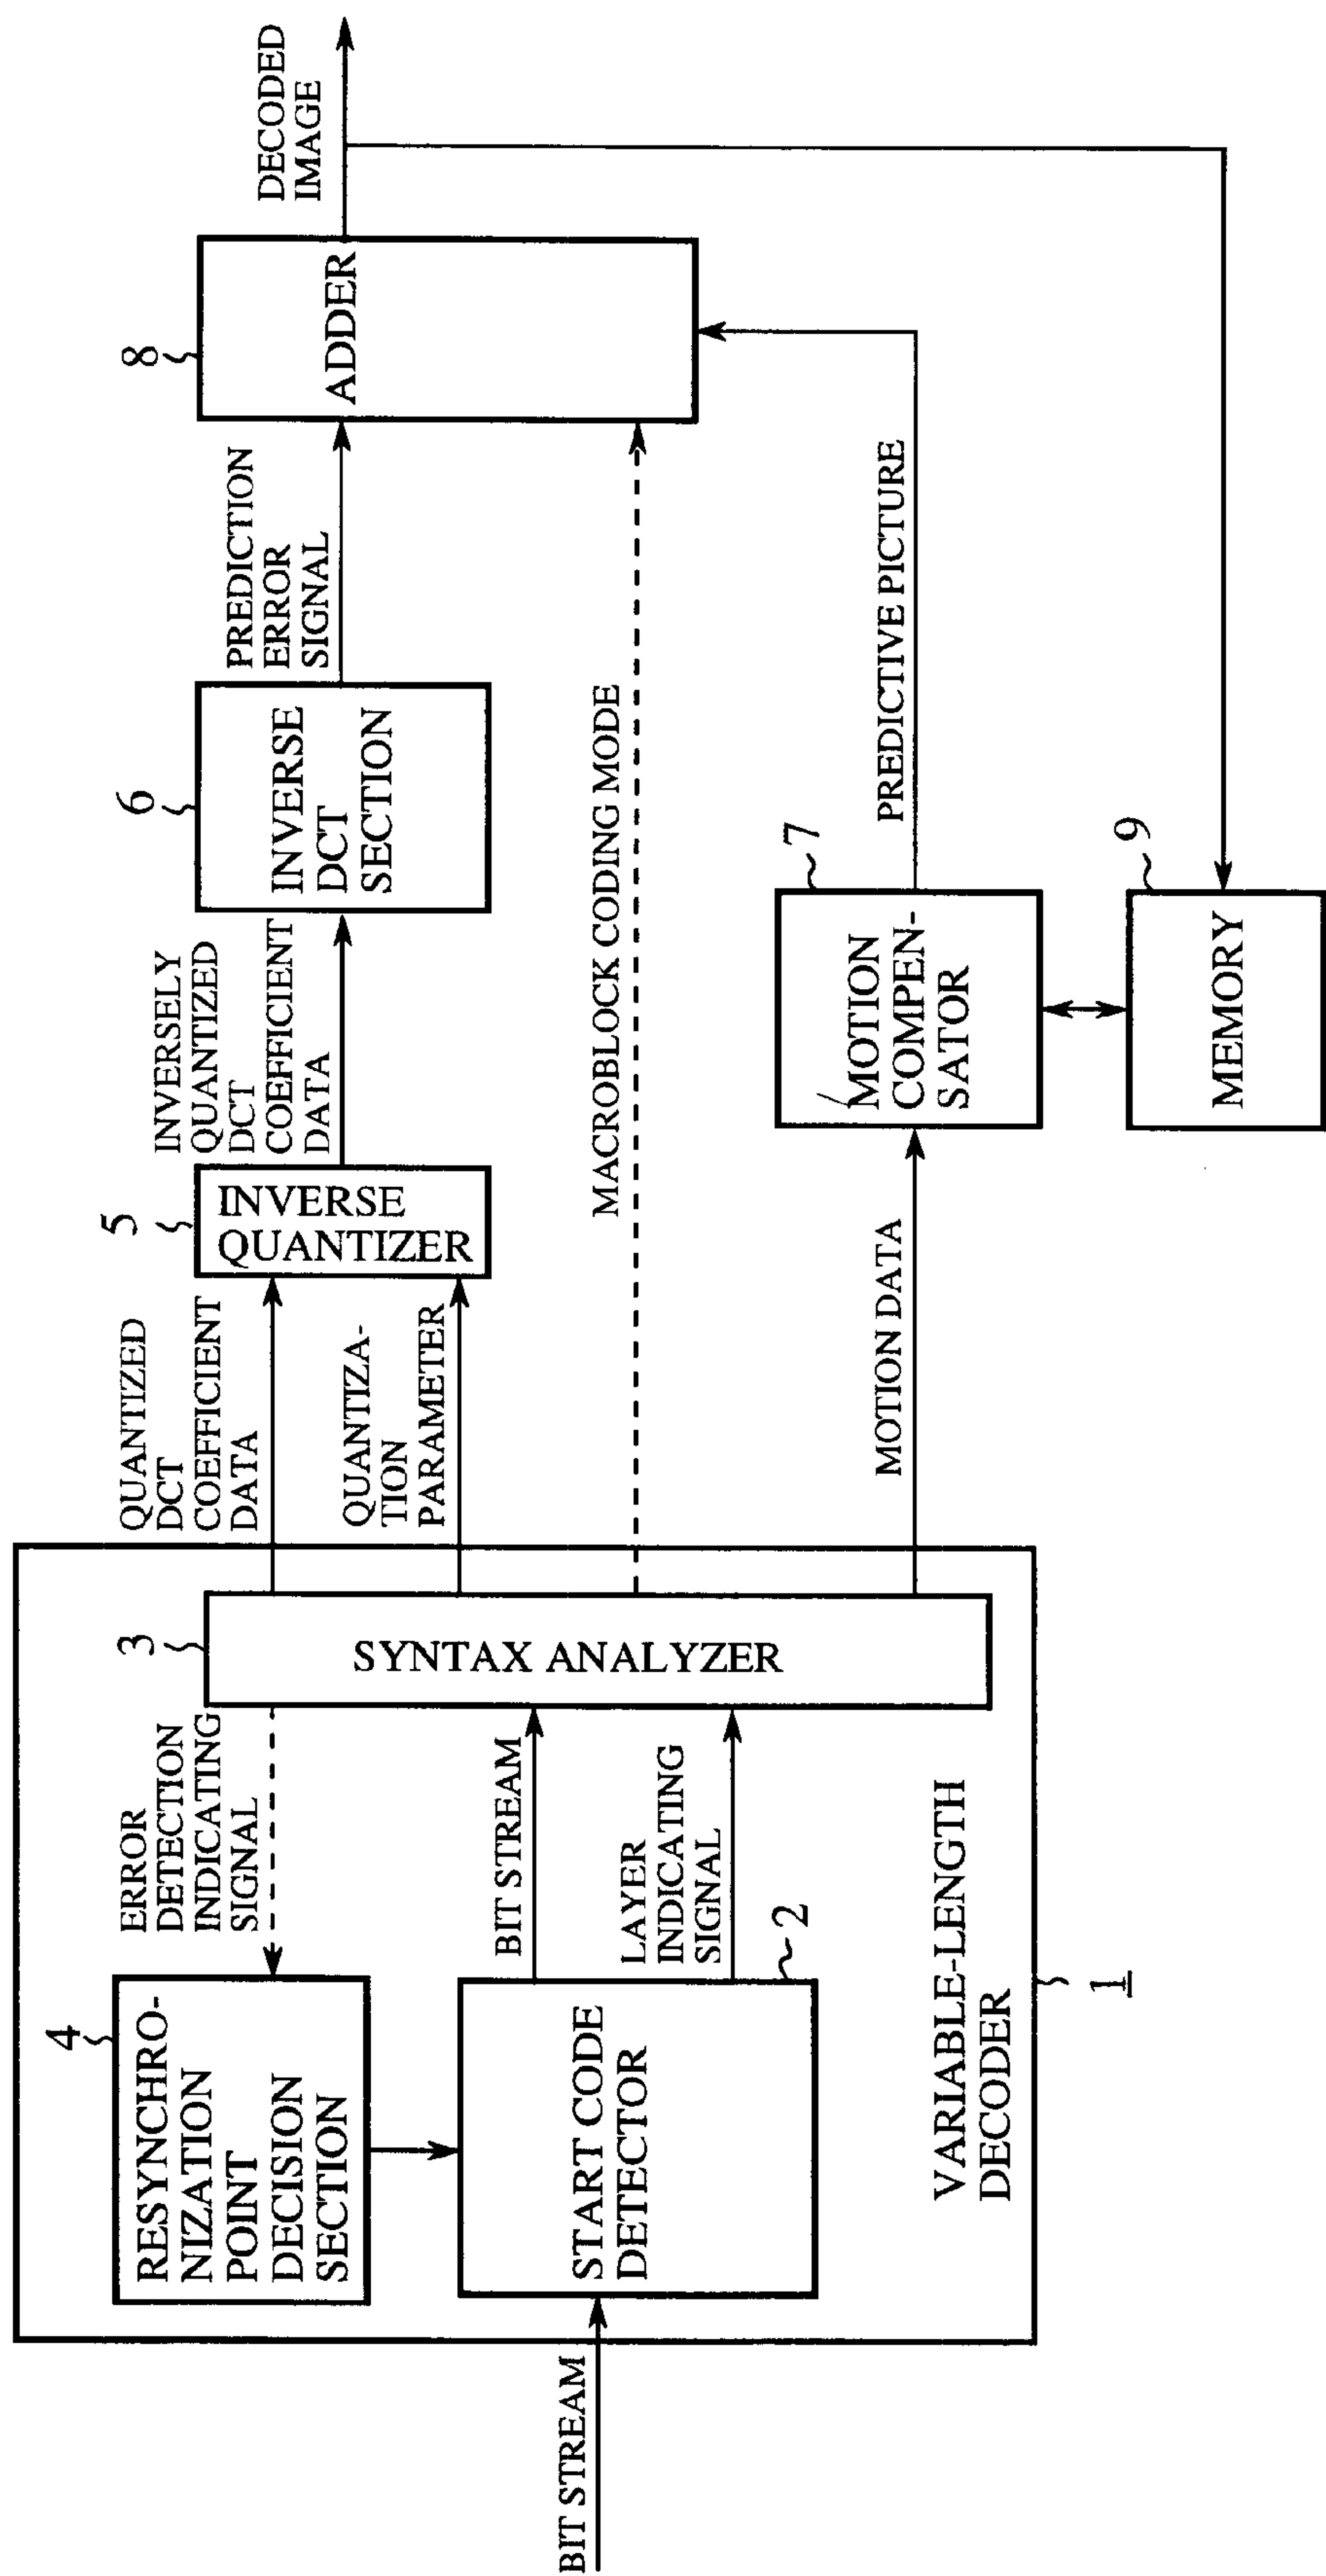 BIT STREAM
4
RESYNCHRO-
NIZATION
POINT
DECISION
SECTION
START CODE
DETECTOR
2
VARIABLE-LENGTH
DECODER
1
ERROR
DETECTION
INDICATING
SIGNAL
BIT STREAM
LAYER
INDICATING
SIGNAL
3
SYNTAX ANALYZER
QUANTIZED
DCT
COEFFICIENT
DATA
QUANTIZA-
TION
PARAMETER
5
INVERSE
QUANTIZER
INVERSELY
QUANTIZED
DCT
COEFFICIENT
DATA
6
INVERSE
DCT
SECTION
PREDICTION
ERROR
SIGNAL
MACROBLOCK CODING MODE
MOTION DATA
7
MOTION
COMPEN-
SATOR
9
MEMORY
PREDICTIVE PICTURE
8
ADDER
DECODED
IMAGE